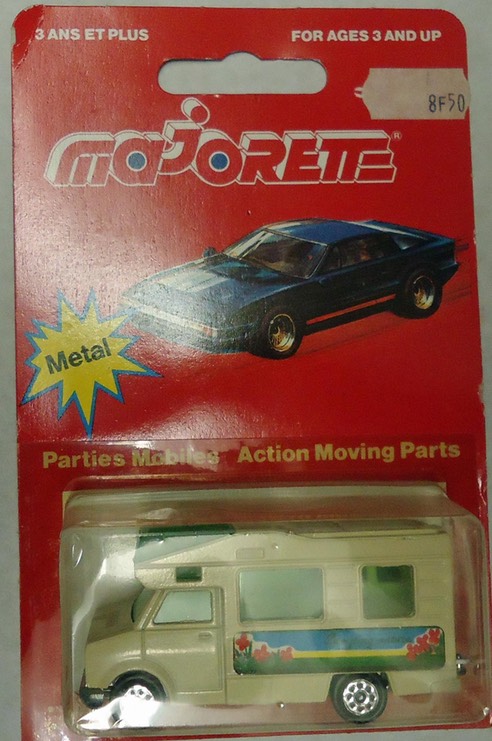 3 ANS ET PLUS
FOR AGES 3 AND UP
8F50
majorette®
Metal
Parties Mobiles Action Moving Parts